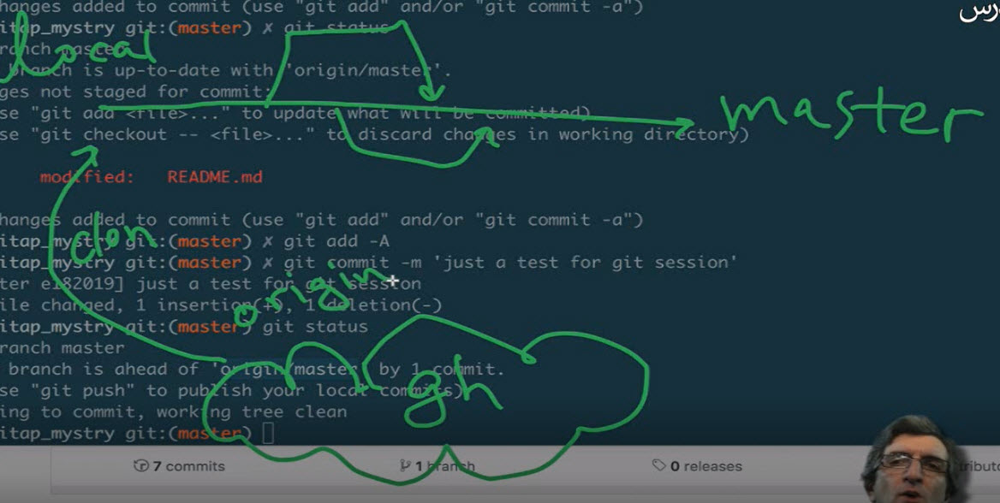 hanges added to commit (use "git add" and/or "git commit -a")
درس
itap_mystry git:(master) ✗ git status
ranch master
local
branch is up-to-date with 'origin/master'.
ges not staged for commit:
se "git add <file>..." to update what will be committed)
master
se "git checkout -- <file>..." to discard changes in working directory)
modified: README.md
hanges added to commit (use "git add" and/or "git commit -a")
clon
itap_mystry git:(master) ✗ git add -A
itap_mystry git:(master) ✗ git commit -m 'just a test for git session'
ter e182019] just a test for git session
origin
ile changed, 1 insertion(+), 1 deletion(-)
itap_mystry git:(master) git status
ranch master
branch is ahead of 'origin/master' by 1 commit.
gh
se "git push" to publish your local commits)
ing to commit, working tree clean
itap_mystry git:(master)
7 commits
1 branch
0 releases